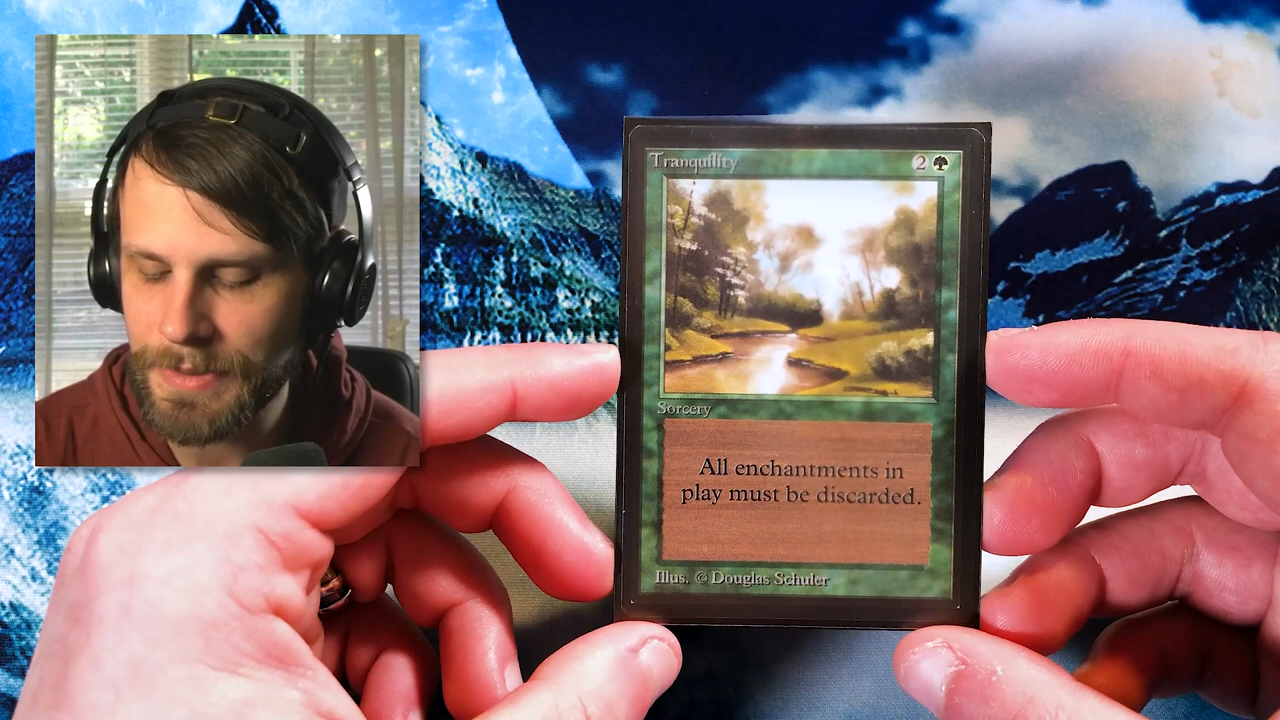 Tranquility 2
Sorcery
All enchantments in
play must be discarded.
Illus. © Douglas Schuler